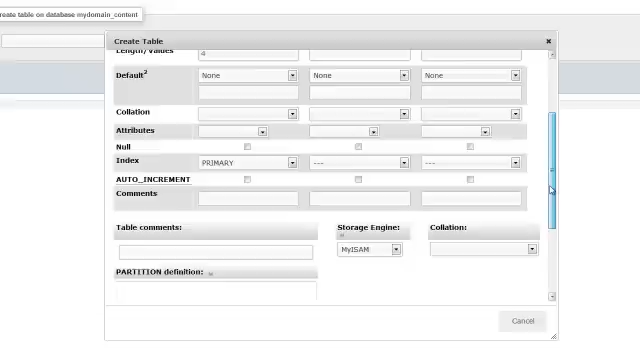 reate table on database mydomain_content
Create Table
Length/Values
4
Default2 None None None
Collation
Attributes
Null
Index PRIMARY --- ---
AUTO_INCREMENT
Comments
Table comments: Storage Engine: Collation:
MyISAM
PARTITION definition:
Cancel